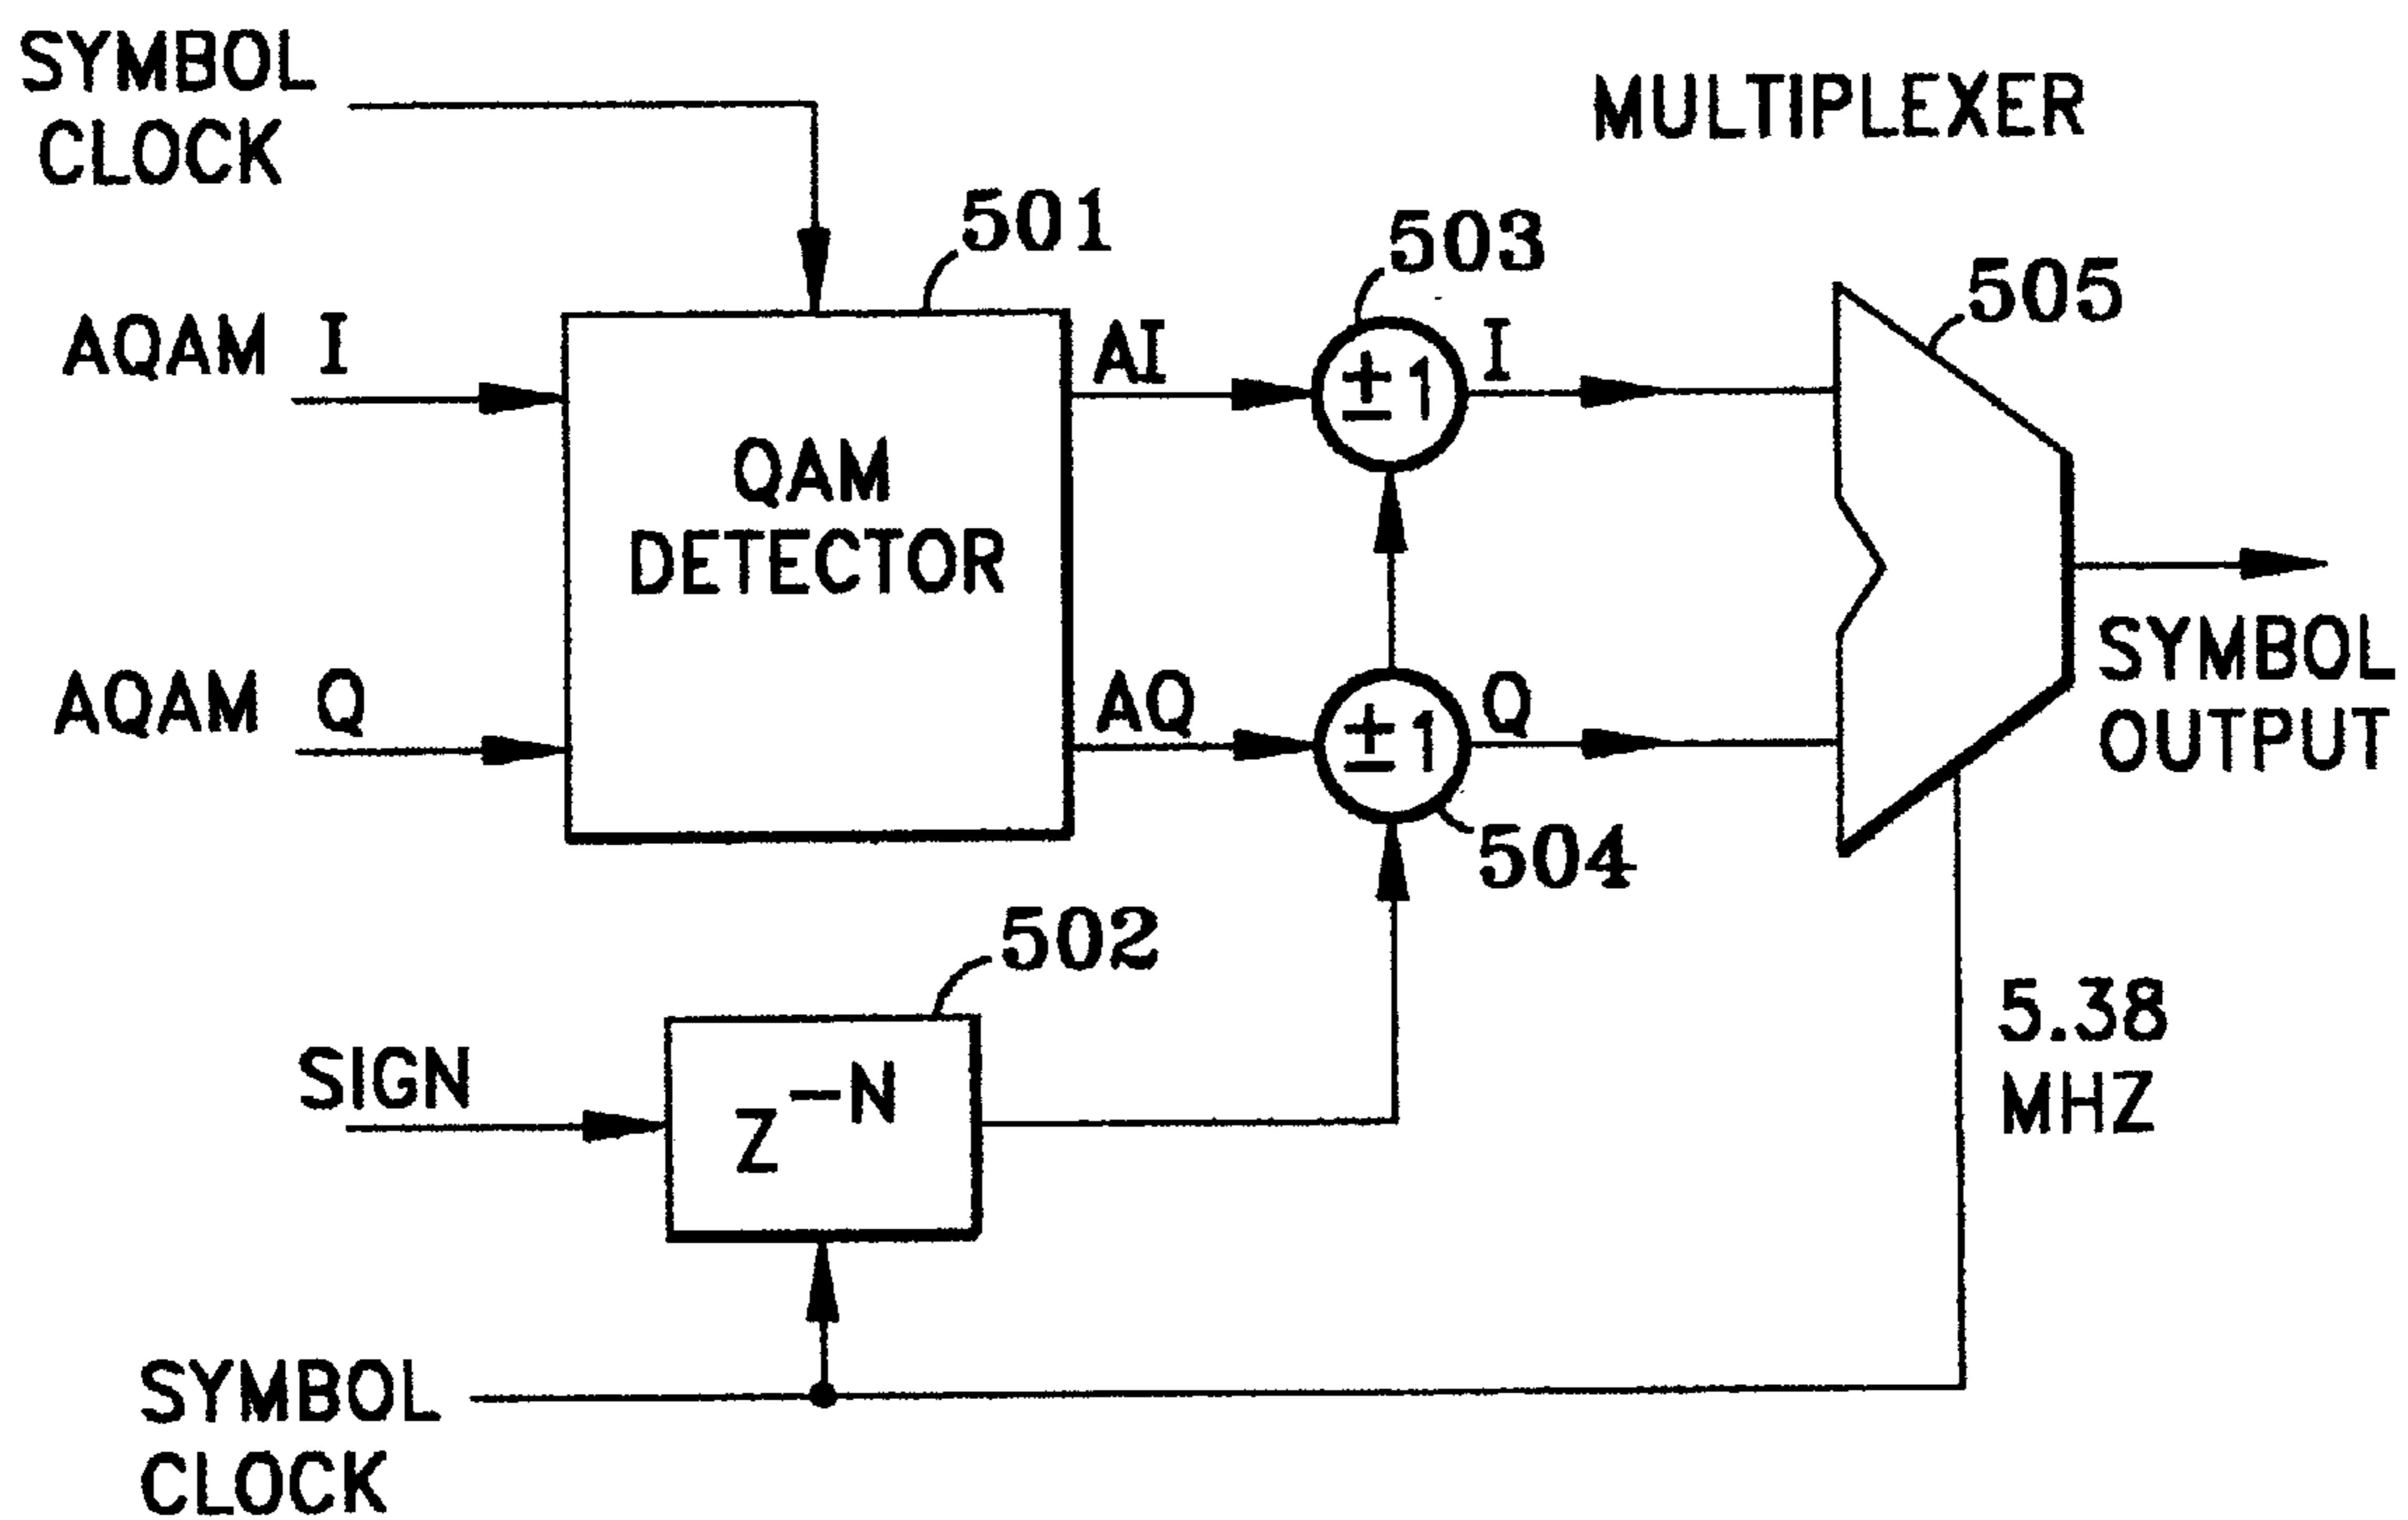 SYMBOL
CLOCK
MULTIPLEXER
501
503
505
AQAM I
AI
±1
I
QAM
DETECTOR
SYMBOL
OUTPUT
AQAM Q
AQ
±1
Q
504
502
5.38
MHZ
SIGN
Z^-N
SYMBOL
CLOCK